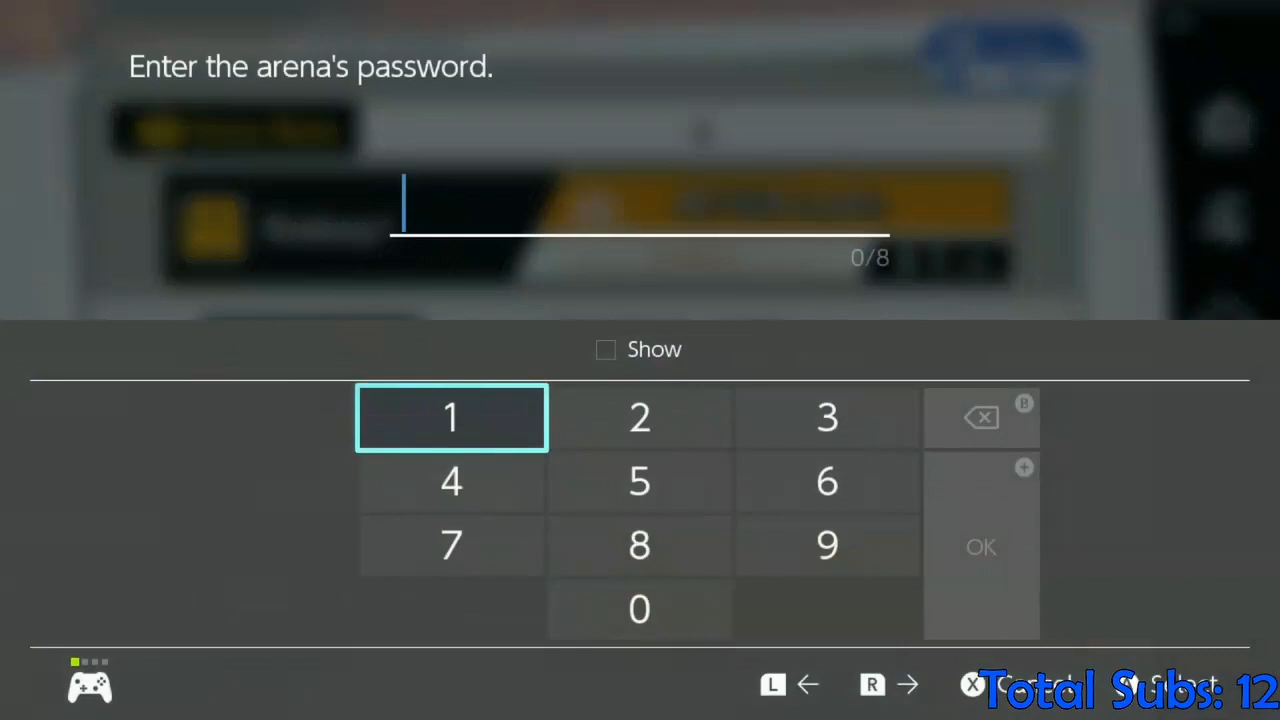 Enter the arena's password.
0/8
Show
1 2 3
B
4 5 6
+
7 8 9
OK
0
L ← R → X
Total Subs: 12